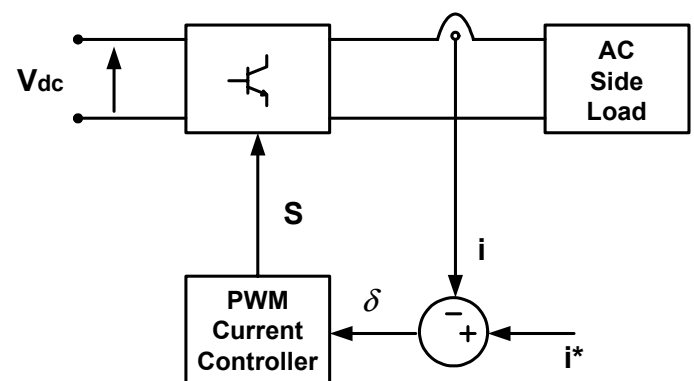 AC
Side
Load
Vdc
S
i
PWM
Current
Controller
δ
−
+
i*